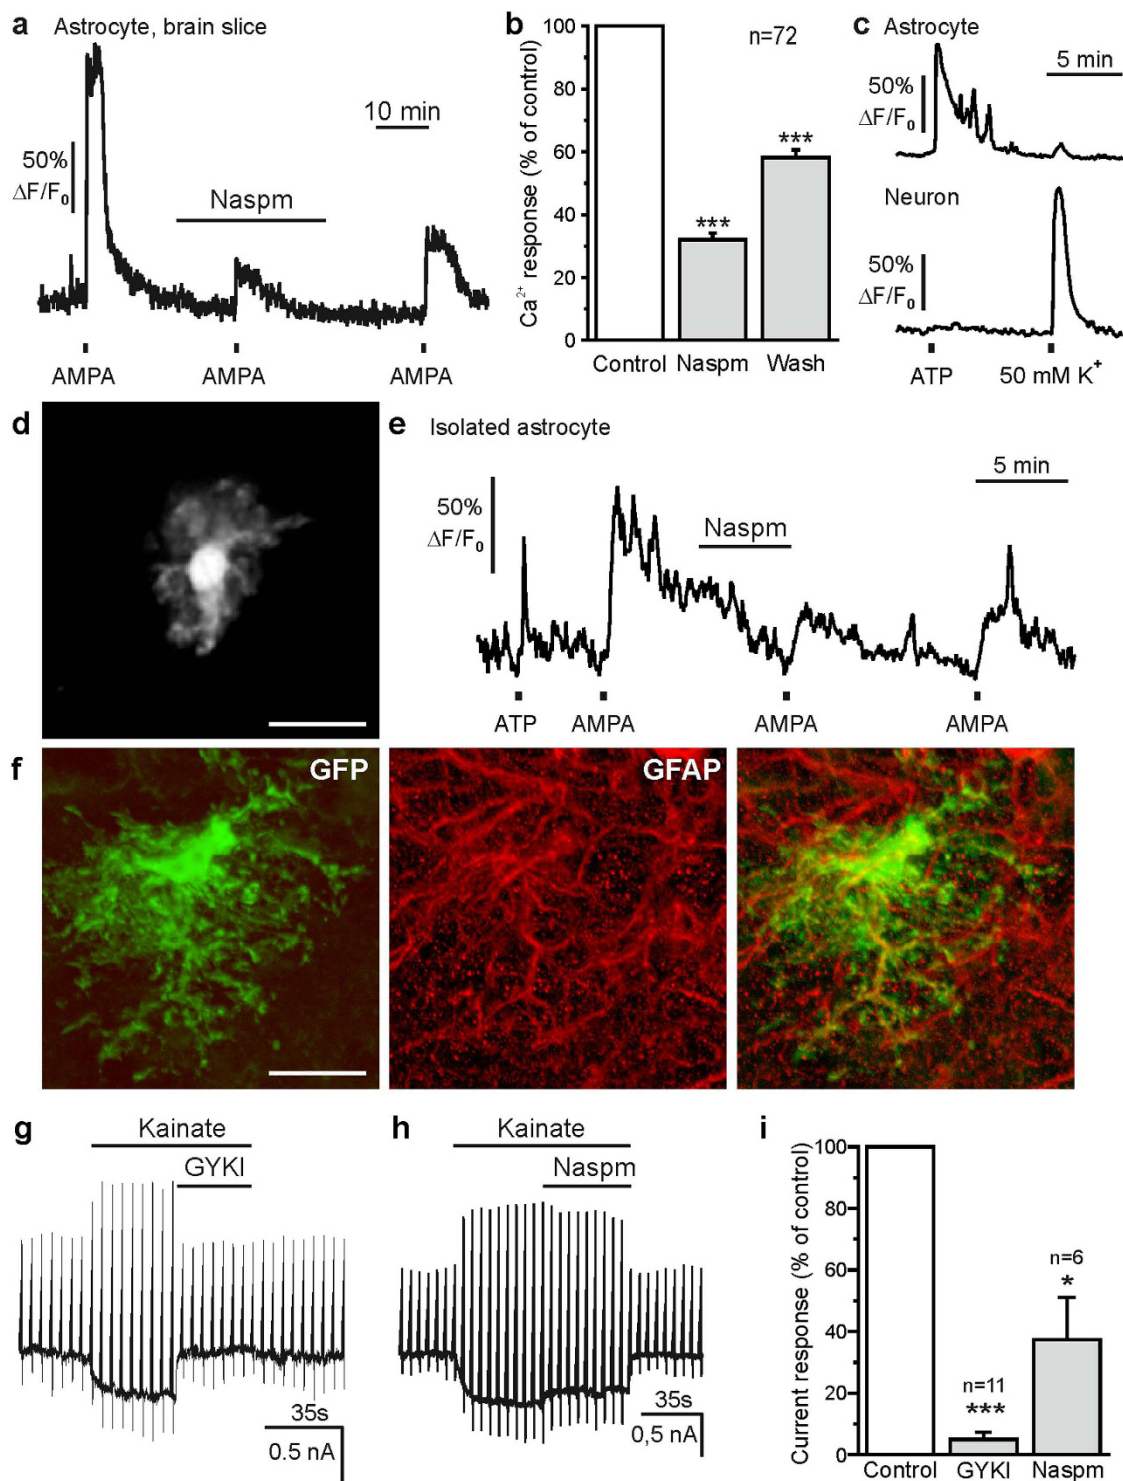 a Astrocyte, brain slice
50%
ΔF/F₀
10 min
Naspm
AMPA AMPA AMPA
b
n=72
Ca²⁺ response (% of control)
100
80
60
40
20
0
***
***
Control Naspm Wash
c Astrocyte
5 min
50%
ΔF/F₀
Neuron
50%
ΔF/F₀
ATP 50 mM K⁺
d
e Isolated astrocyte
5 min
50%
ΔF/F₀
Naspm
ATP AMPA AMPA AMPA
f
GFP
GFAP
g
Kainate
GYKI
35s
0.5 nA
h
Kainate
Naspm
35s
0,5 nA
i
Current response (% of control)
100
80
60
40
20
0
n=6
*
n=11
***
Control GYKI Naspm